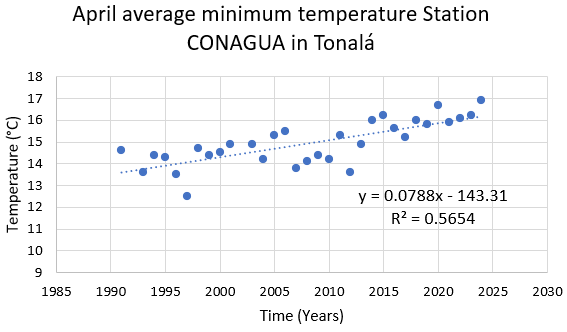 April average minimum temperature Station
CONAGUA in Tonalá
18
17
16
15
14
13
12
11
10
9
Temperature (°C)
y = 0.0788x - 143.31
R² = 0.5654
1985 1990 1995 2000 2005 2010 2015 2020 2025 2030
Time (Years)